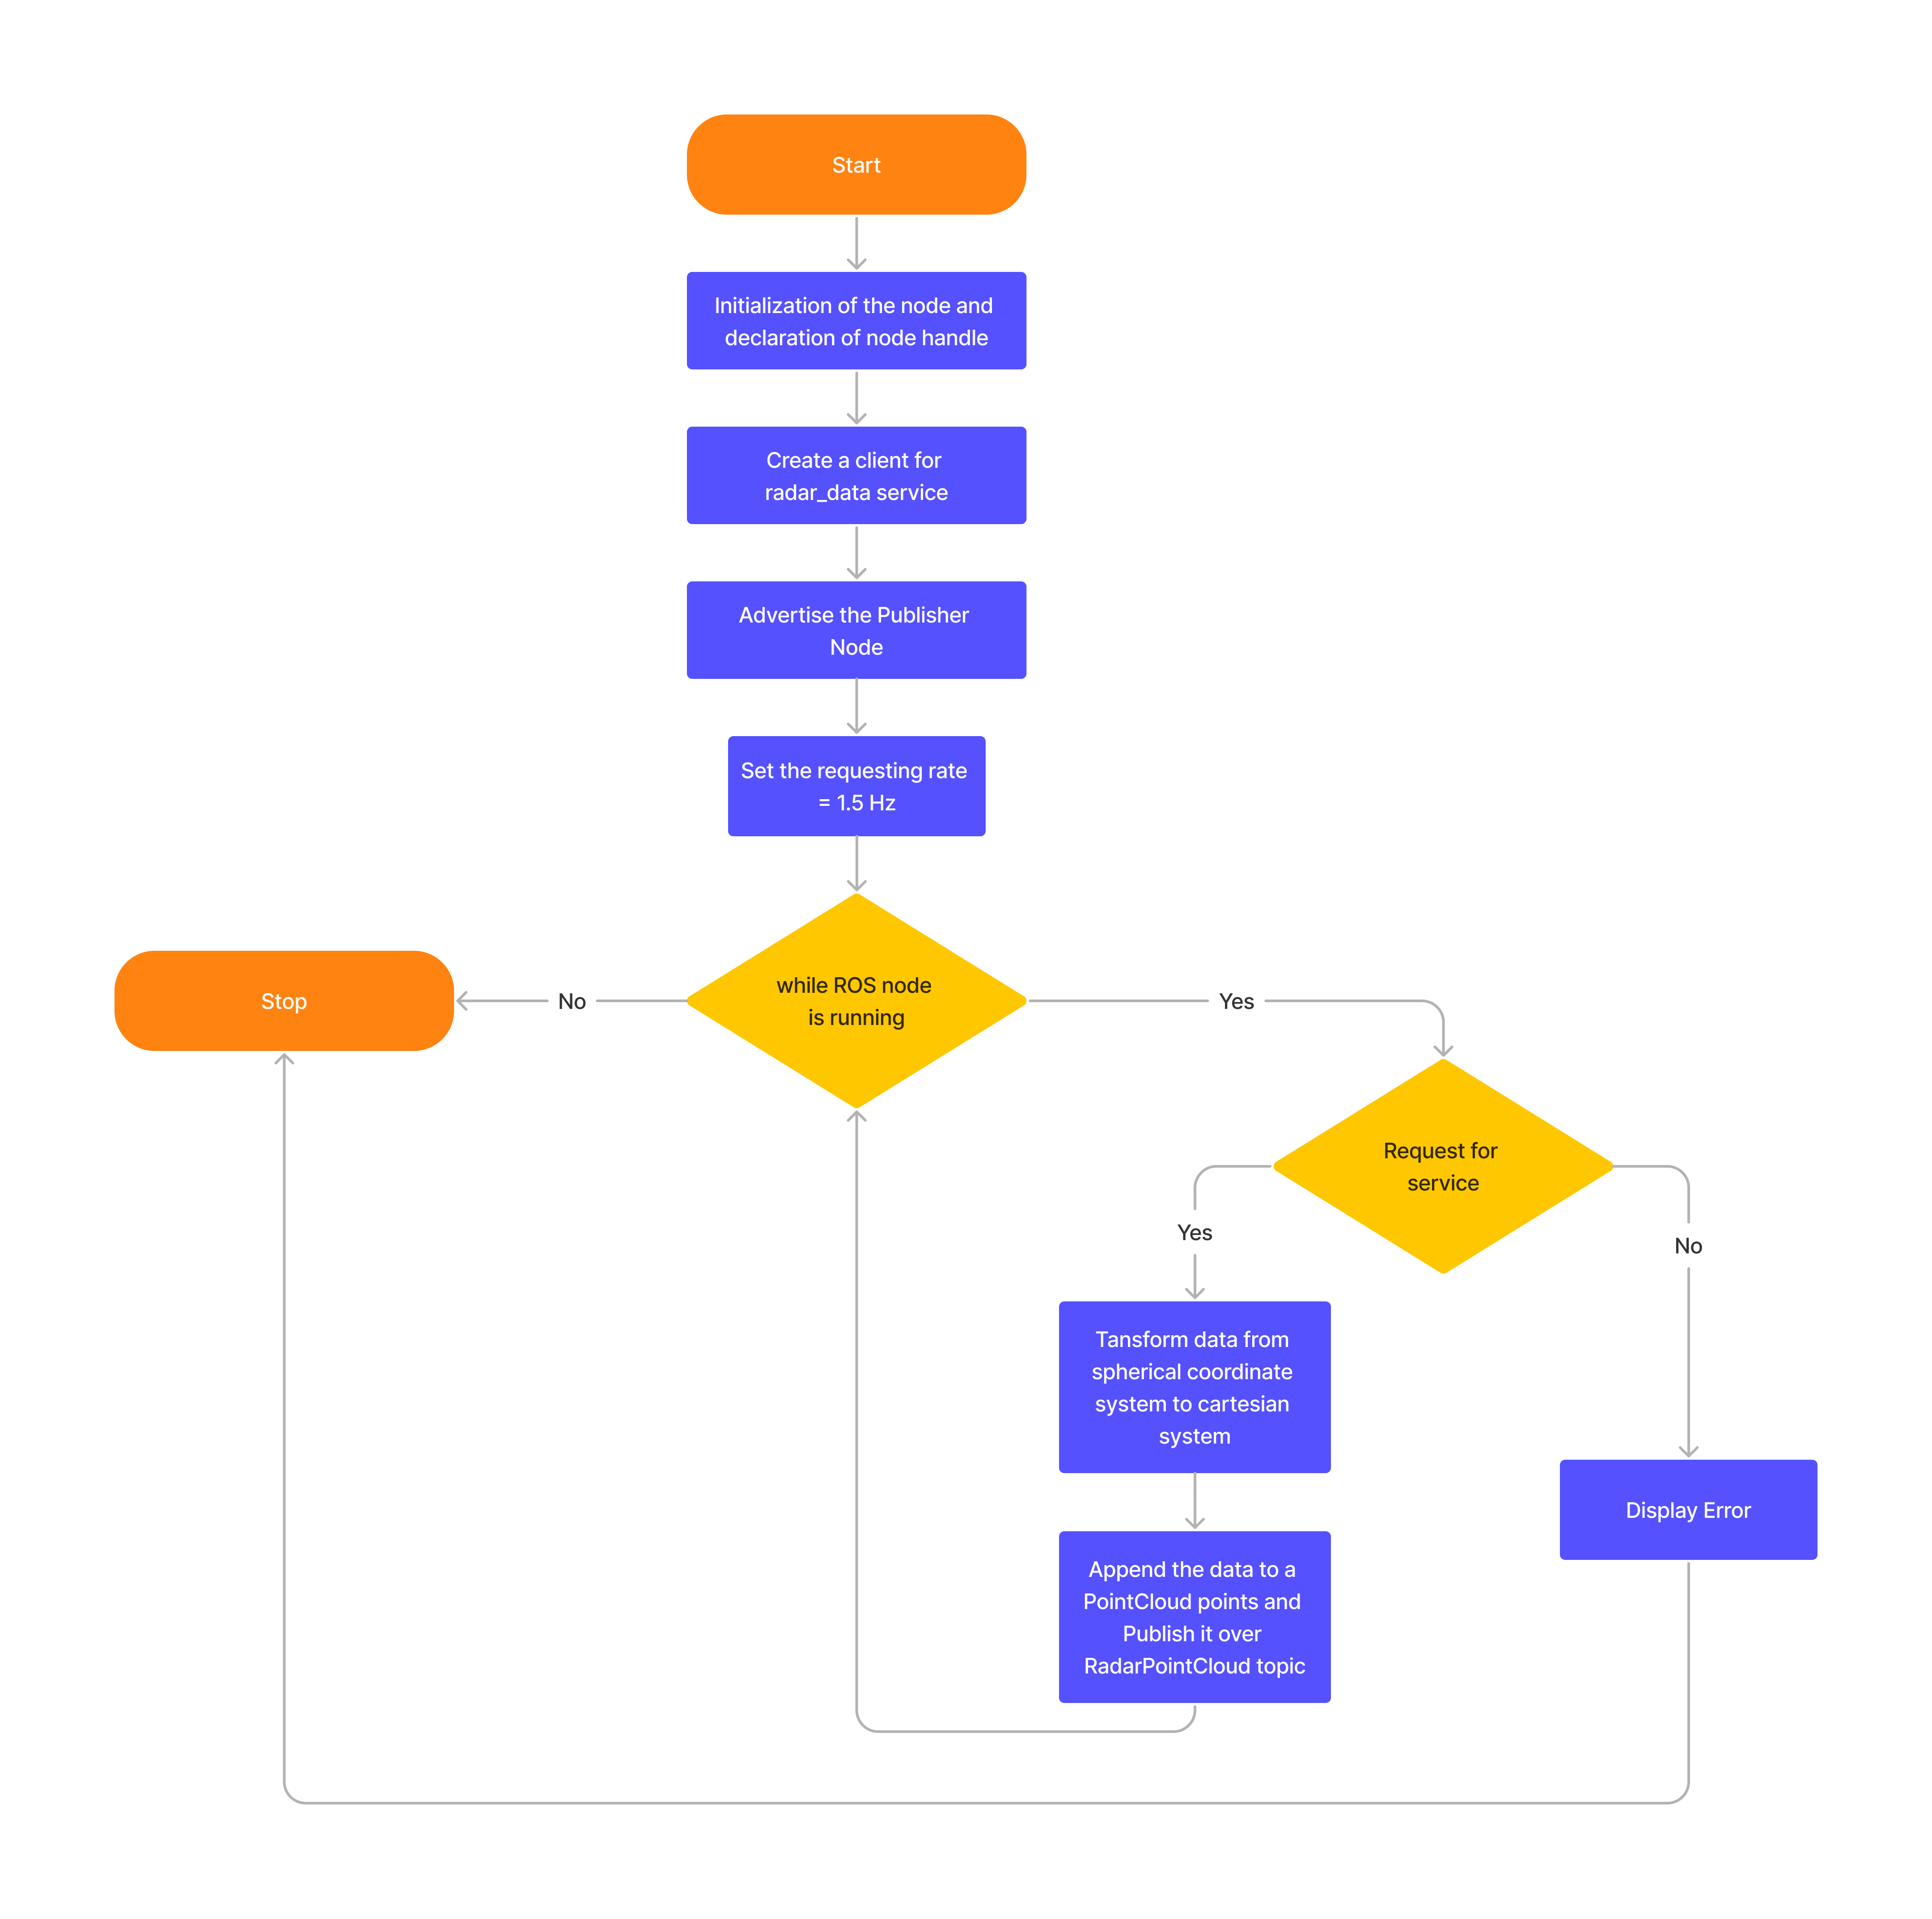 Start
Initialization of the node and
declaration of node handle
Create a client for
radar_data service
Advertise the Publisher
Node
Set the requesting rate
= 1.5 Hz
while ROS node
is running
No
Stop
Yes
Request for
service
Yes
No
Tansform data from
spherical coordinate
system to cartesian
system
Display Error
Append the data to a
PointCloud points and
Publish it over
RadarPointCloud topic